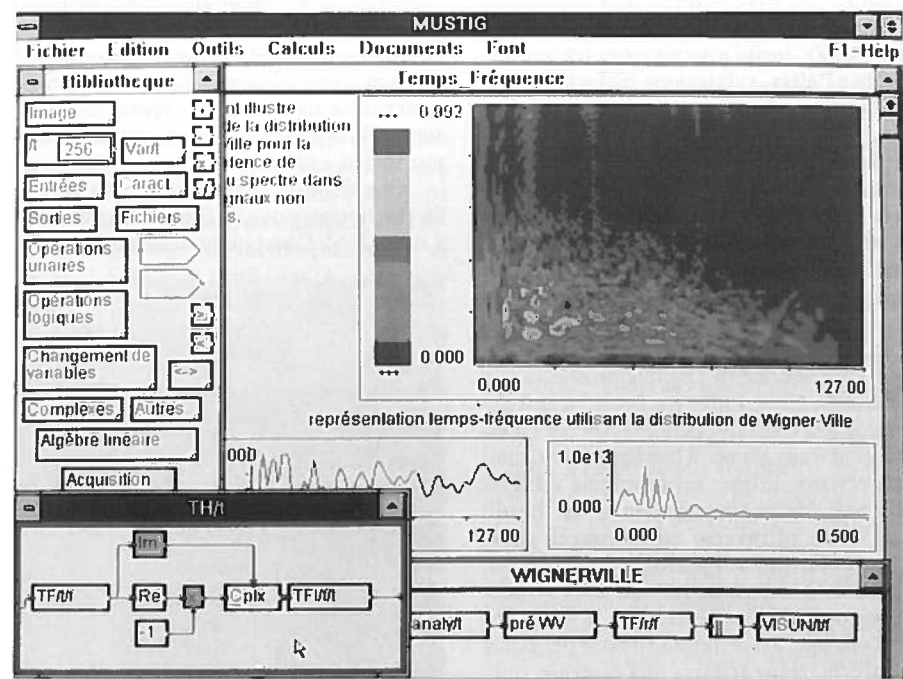 MUSTIG
Fichier Edition Outils Calculs Documents Font F1-Help
Bibliotheque
Image
/t 256 Var/t
Entrées Caract.
Sorties Fichiers
Opérations
unaires
Opérations
logiques
Changement de
variables <->
Complexes Autres
Algèbre linéaire
Acquisition
Temps_Fréquence
nt illustre
de la distribution
Ville pour la
dence de
u spectre dans
gnaux non
s.
... 0.992
0.000
0,000 127.00
représentation temps-fréquence utilisant la distribution de Wigner-Ville
000
127.00
1.0e13
0.000
0.000 0.500
TH/t
Im
TF/t/f Re x Cplx TFI/f/t
-1
WIGNERVILLE
analy/t pré WV TF/τ/f || VISUN/t/f